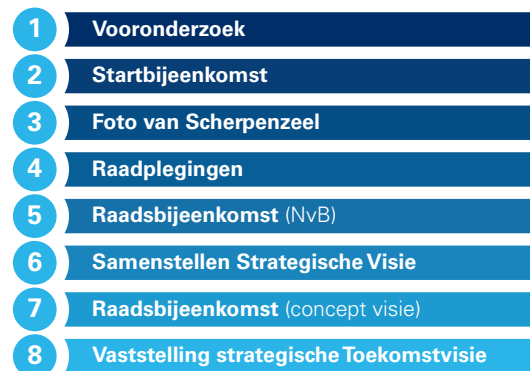 1 Vooronderzoek
2 Startbijeenkomst
3 Foto van Scherpenzeel
4 Raadplegingen
5 Raadsbijeenkomst (NvB)
6 Samenstellen Strategische Visie
7 Raadsbijeenkomst (concept visie)
8 Vaststelling strategische Toekomstvisie